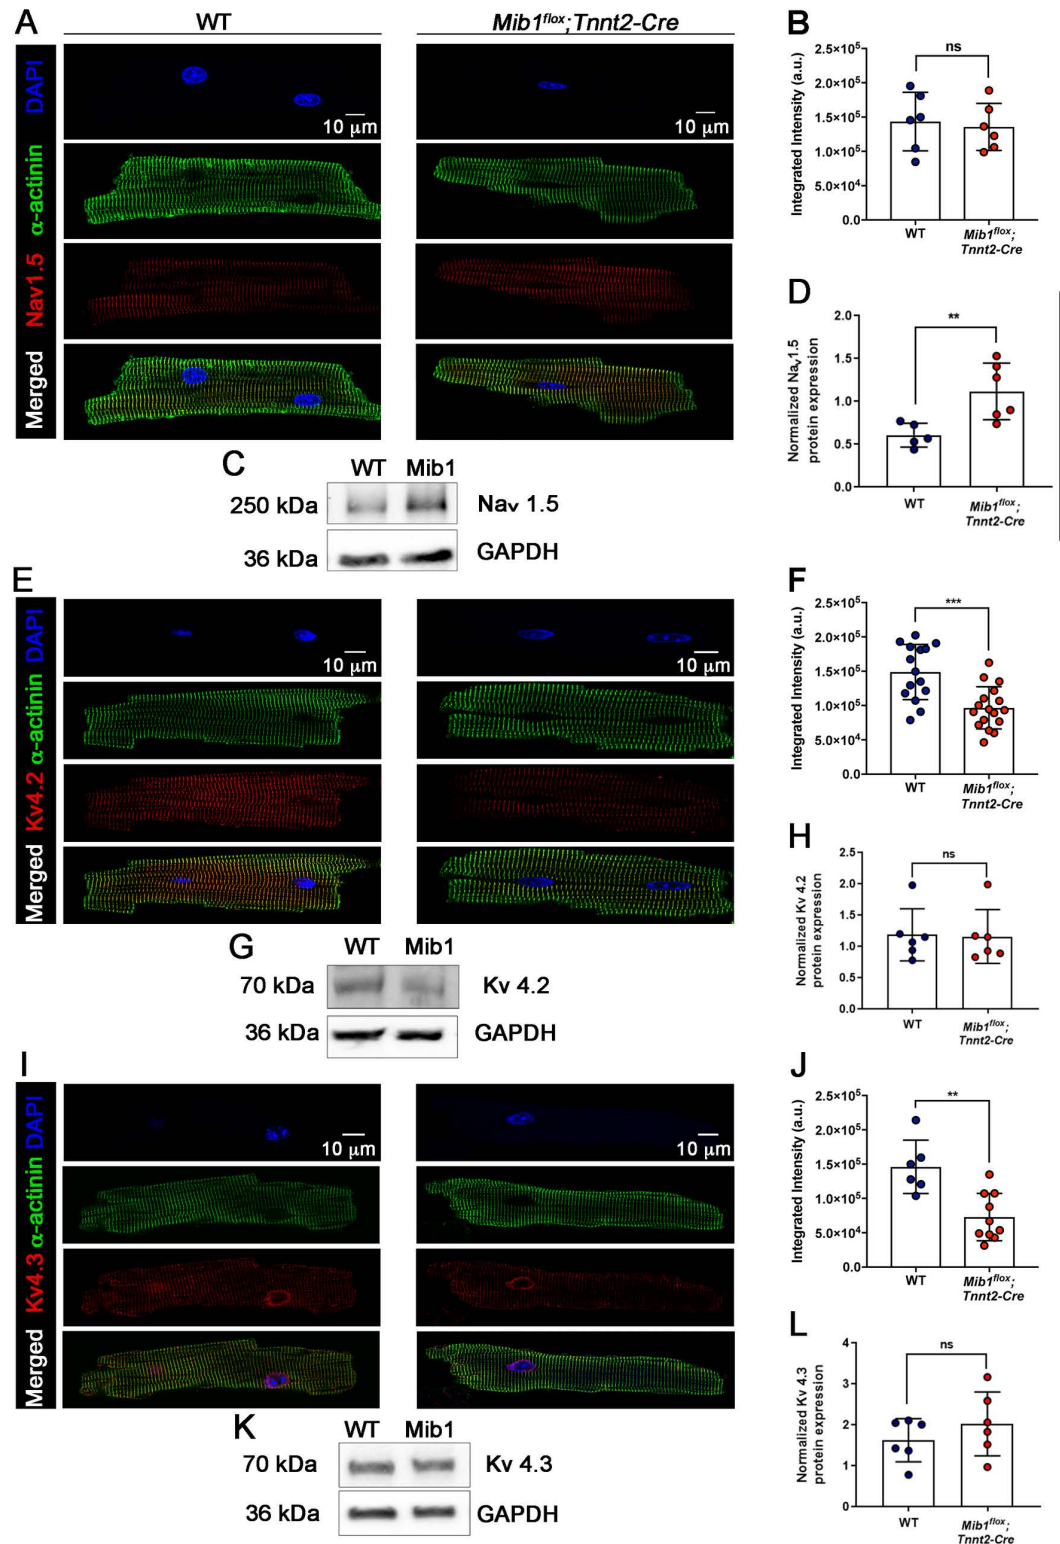 A
WT
Mib1flox;Tnnt2-Cre
DAPI
α-actinin
Nav1.5
Merged
10 μm
10 μm
B
Integrated Intensity (a.u.)
2.5×10⁵
2.0×10⁵
1.5×10⁵
1.0×10⁵
5.0×10⁴
0.0
ns
WT
Mib1flox;
Tnnt2-Cre
C
WT Mib1
250 kDa
Nav 1.5
36 kDa
GAPDH
D
Normalized Nav1.5
protein expression
2.0
1.5
1.0
0.5
0.0
**
WT
Mib1flox;
Tnnt2-Cre
E
DAPI
α-actinin
Kv4.2
Merged
10 μm
10 μm
F
Integrated Intensity (a.u.)
2.5×10⁵
2.0×10⁵
1.5×10⁵
1.0×10⁵
5.0×10⁴
0.0
***
WT
Mib1flox;
Tnnt2-Cre
G
WT Mib1
70 kDa
Kv 4.2
36 kDa
GAPDH
H
Normalized Kv 4.2
protein expression
2.5
2.0
1.5
1.0
0.5
0.0
ns
WT
Mib1flox;
Tnnt2-Cre
I
DAPI
α-actinin
Kv4.3
Merged
10 μm
10 μm
J
Integrated Intensity (a.u.)
2.5×10⁵
2.0×10⁵
1.5×10⁵
1.0×10⁵
5.0×10⁴
0.0
**
WT
Mib1flox;
Tnnt2-Cre
K
WT Mib1
70 kDa
Kv 4.3
36 kDa
GAPDH
L
Normalized Kv 4.3
protein expression
4
3
2
1
0
ns
WT
Mib1flox;
Tnnt2-Cre